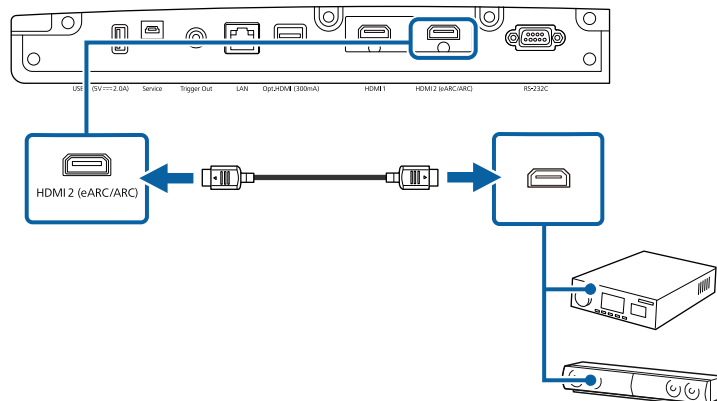 USB (5V⎓2.0A) Service Trigger Out LAN Opt.HDMI (300mA) HDMI1 HDMI2 (eARC/ARC) RS-232C
HDMI 2 (eARC/ARC)